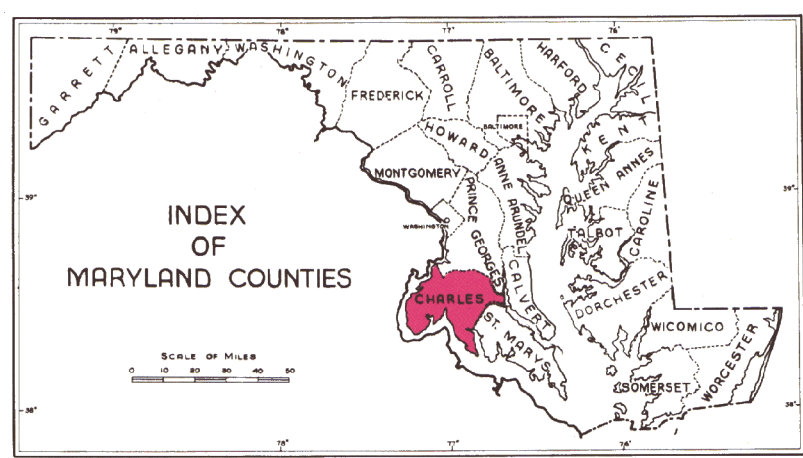 79° 78° 77° 76°
GARRETT
ALLEGANY
WASHINGTON
FREDERICK
CARROLL
BALTIMORE
HARFORD
CECIL
BALTIMORE
KENT
HOWARD
MONTGOMERY
ANNE ARUNDEL
QUEEN ANNES
39° 39°
PRINCE GEORGES
WASHINGTON
TALBOT
CAROLINE
INDEX
OF
MARYLAND COUNTIES
CHARLES
CALVERT
DORCHESTER
ST. MARYS
WICOMICO
WORCESTER
SOMERSET
SCALE OF MILES
0 10 20 30 40 50
38° 38°
78° 77° 76°